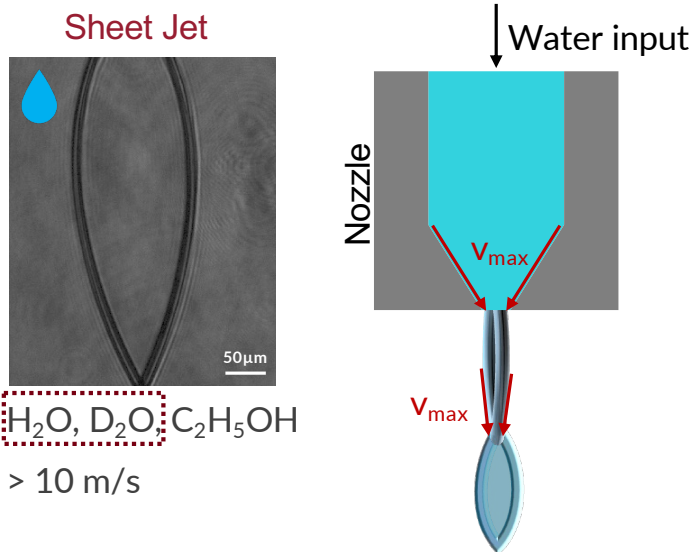 Sheet Jet
Water input
Nozzle
vmax
50μm
vmax
H₂O, D₂O, C₂H₅OH
> 10 m/s